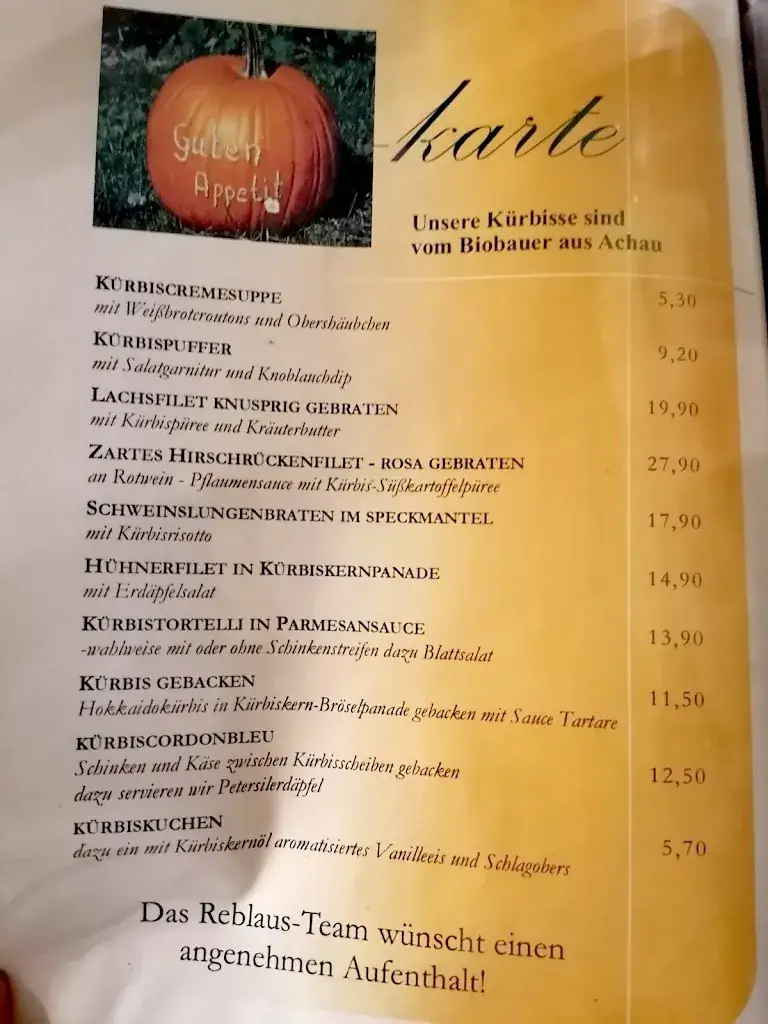 Guten
Appetit
-karte
Unsere Kürbisse sind
vom Biobauer aus Achau
KÜRBISCREMESUPPE 5,30
mit Weißbrotcroutons und Obershäubchen
KÜRBISPUFFER 9,20
mit Salatgarnitur und Knoblauchdip
LACHSFILET KNUSPRIG GEBRATEN 19,90
mit Kürbispüree und Kräuterbutter
ZARTES HIRSCHRÜCKENFILET - ROSA GEBRATEN 27,90
an Rotwein - Pflaumensauce mit Kürbis-Süßkartoffelpüree
SCHWEINSLUNGENBRATEN IM SPECKMANTEL 17,90
mit Kürbisrisotto
HÜHNERFILET IN KÜRBISKERNPANADE 14,90
mit Erdäpfelsalat
KÜRBISTORTELLI IN PARMESANSAUCE 13,90
-wahlweise mit oder ohne Schinkenstreifen dazu Blattsalat
KÜRBIS GEBACKEN 11,50
Hokkaidokürbis in Kürbiskern-Bröselpanade gebacken mit Sauce Tartare
KÜRBISCORDONBLEU
Schinken und Käse zwischen Kürbisscheiben gebacken 12,50
dazu servieren wir Petersilerdäpfel
KÜRBISKUCHEN 5,70
dazu ein mit Kürbiskernöl aromatisiertes Vanilleeis und Schlagobers
Das Reblaus-Team wünscht einen
angenehmen Aufenthalt!